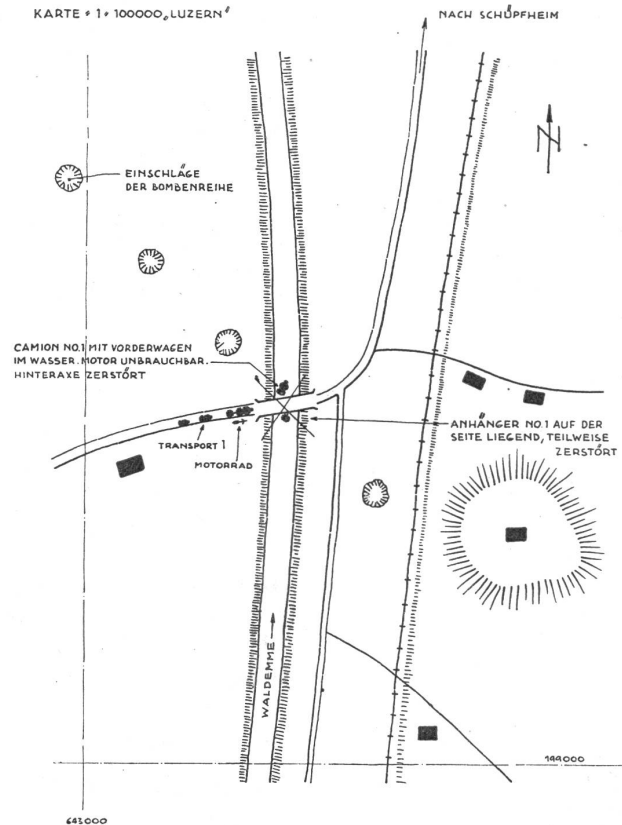 KARTE • 1 • 100000 „LUZERN"
NACH SCHÜPFHEIM
N
EINSCHLÄGE
DER BOMBENREIHE
CAMION NO.1 MIT VORDERWAGEN
IM WASSER. MOTOR UNBRAUCHBAR.
HINTERAXE ZERSTÖRT
ANHÄNGER NO.1 AUF DER
SEITE LIEGEND, TEILWEISE
ZERSTÖRT
TRANSPORT 1
MOTORRAD
WALDEMME
199000
643000